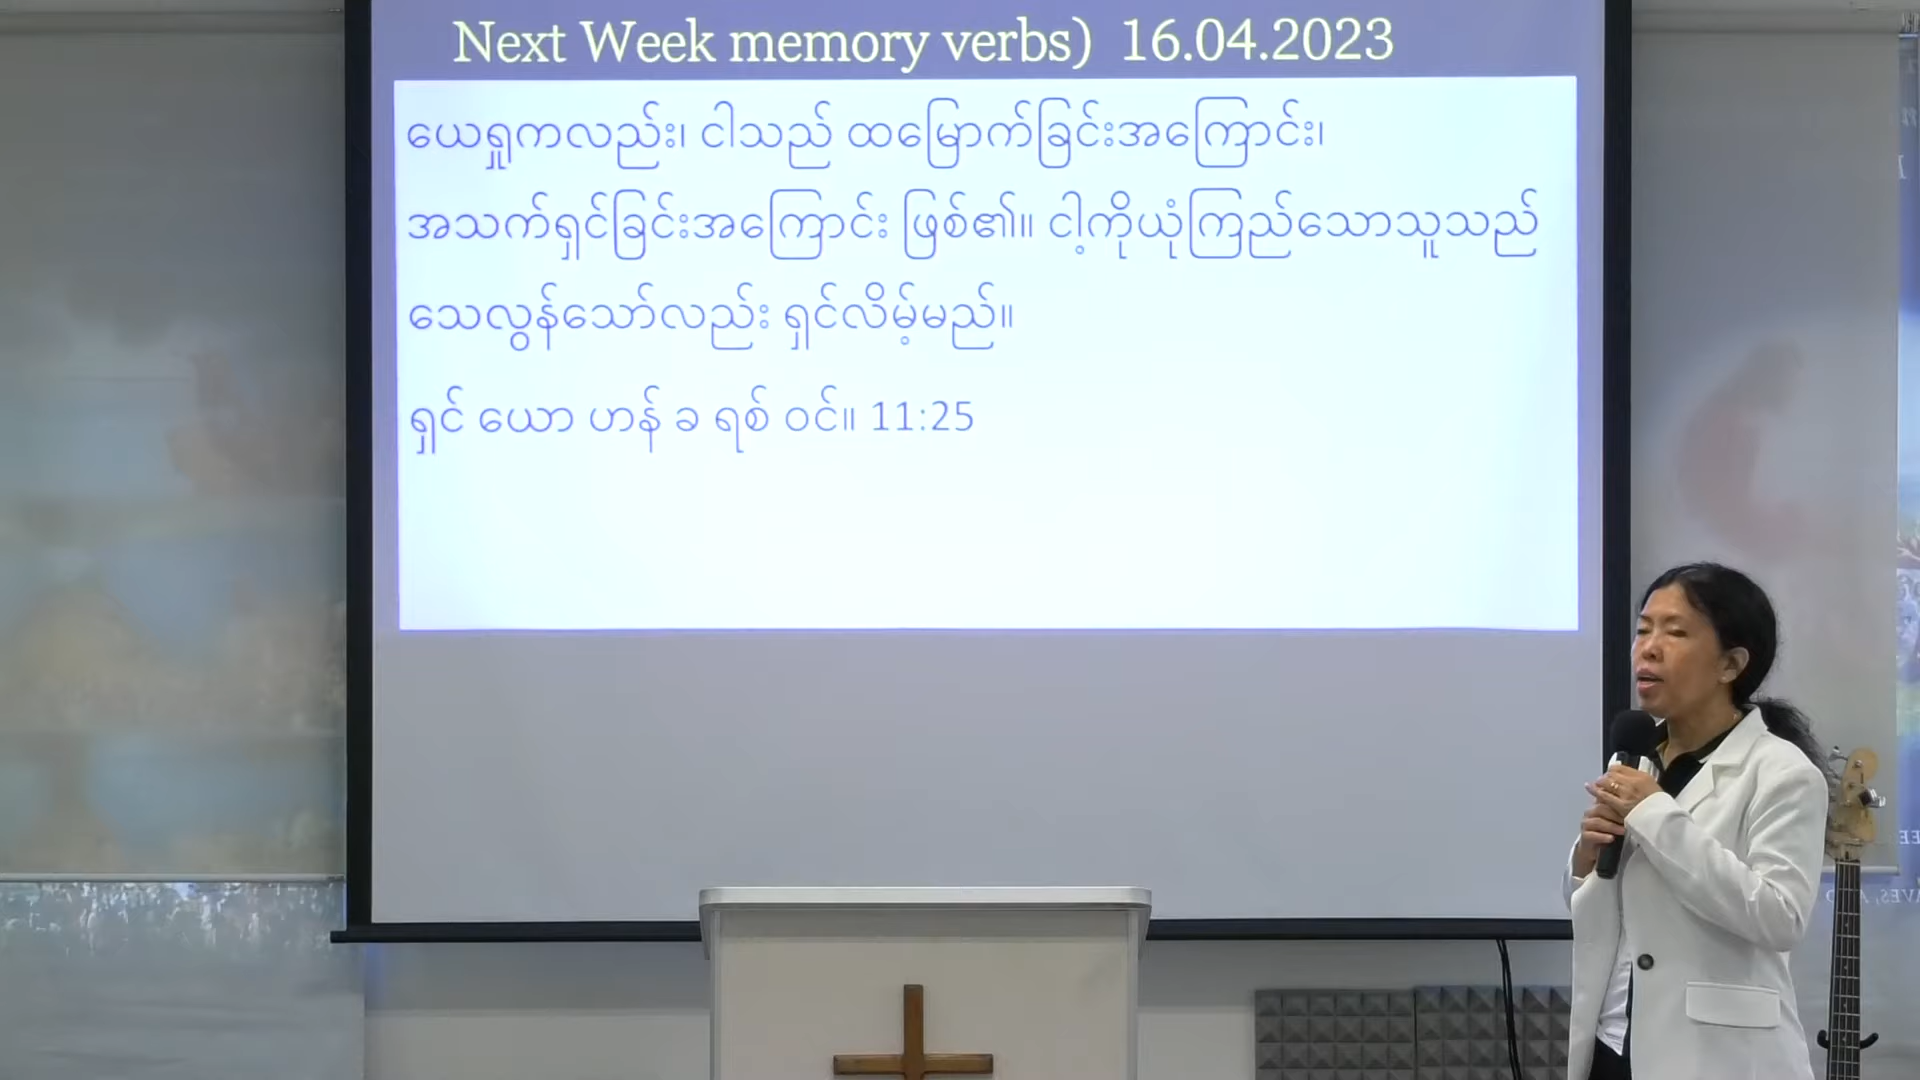 Next Week memory verbs) 16.04.2023
ယေရှုကလည်း၊ ငါသည် ထမြောက်ခြင်းအကြောင်း၊
အသက်ရှင်ခြင်းအကြောင်း ဖြစ်၏။ ငါ့ကိုယုံကြည်သောသူသည်
သေလွန်သော်လည်း ရှင်လိမ့်မည်။
ရှင် ယော ဟန် ခ ရစ် ဝင်။ 11:25